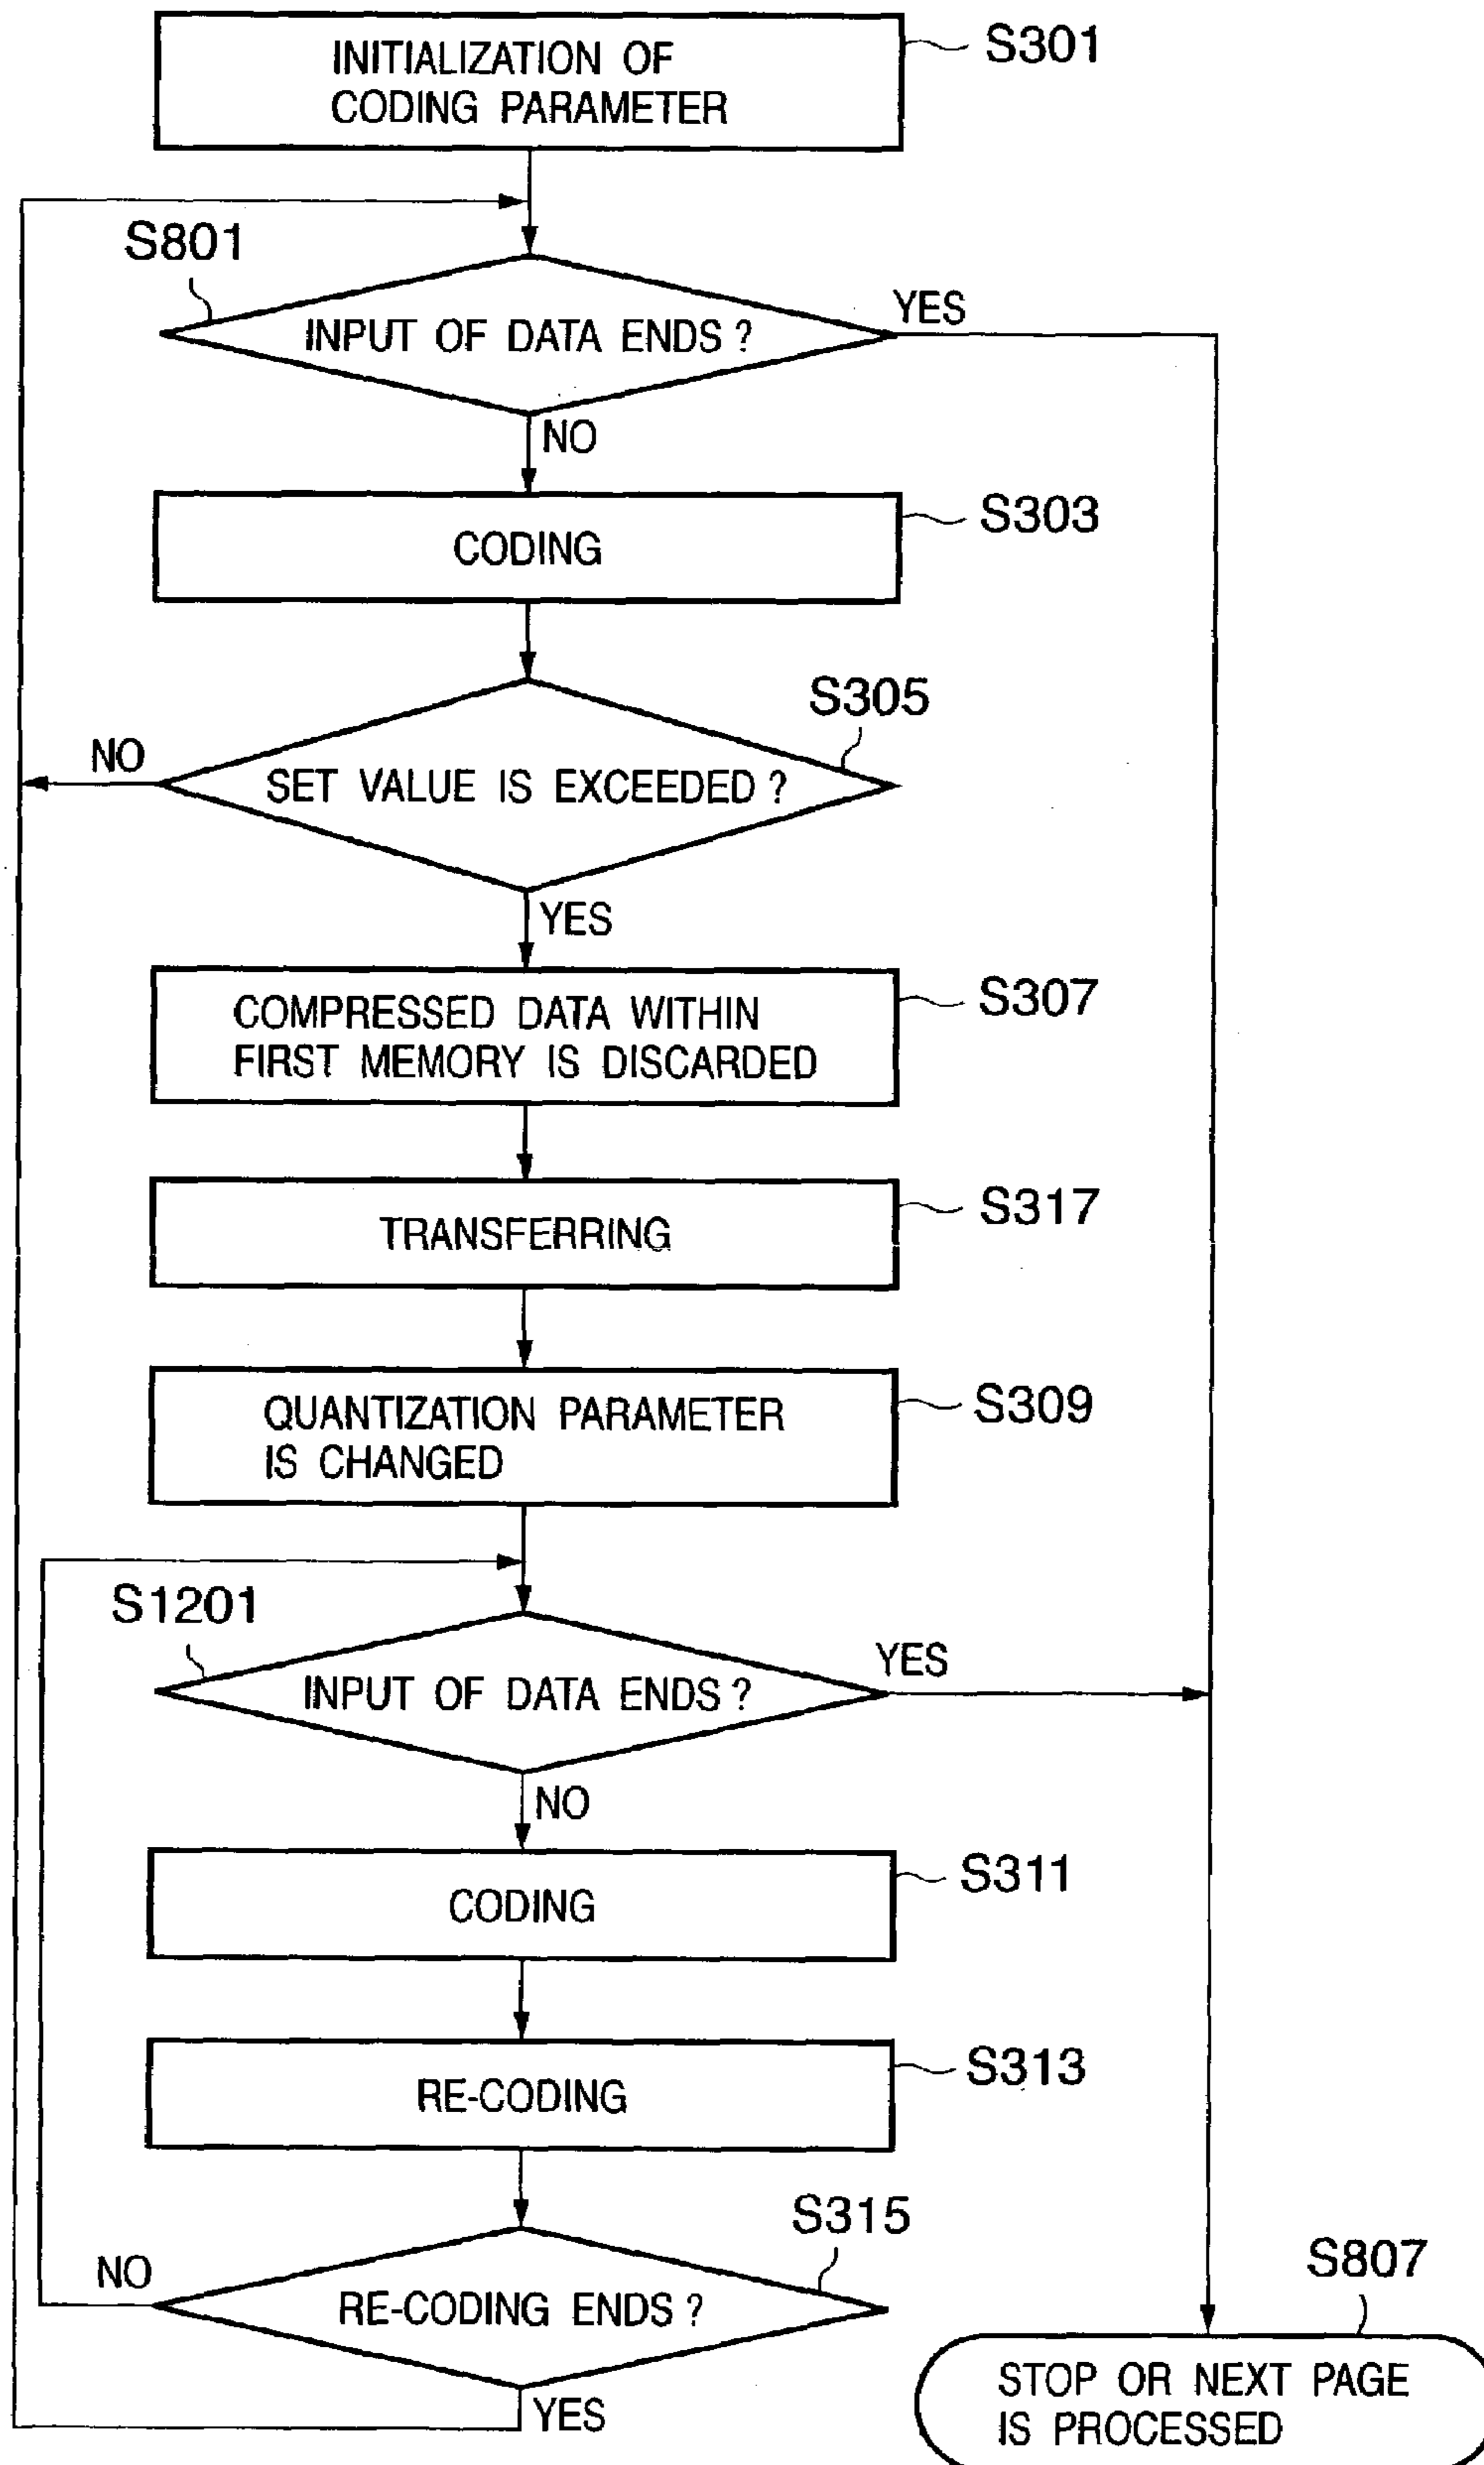 INITIALIZATION OF
CODING PARAMETER
S301
S801
INPUT OF DATA ENDS ?
YES
NO
CODING
S303
S305
SET VALUE IS EXCEEDED ?
NO
YES
COMPRESSED DATA WITHIN
FIRST MEMORY IS DISCARDED
S307
TRANSFERRING
S317
QUANTIZATION PARAMETER
IS CHANGED
S309
S1201
INPUT OF DATA ENDS ?
YES
NO
CODING
S311
RE-CODING
S313
S315
RE-CODING ENDS ?
NO
YES
S807
STOP OR NEXT PAGE
IS PROCESSED